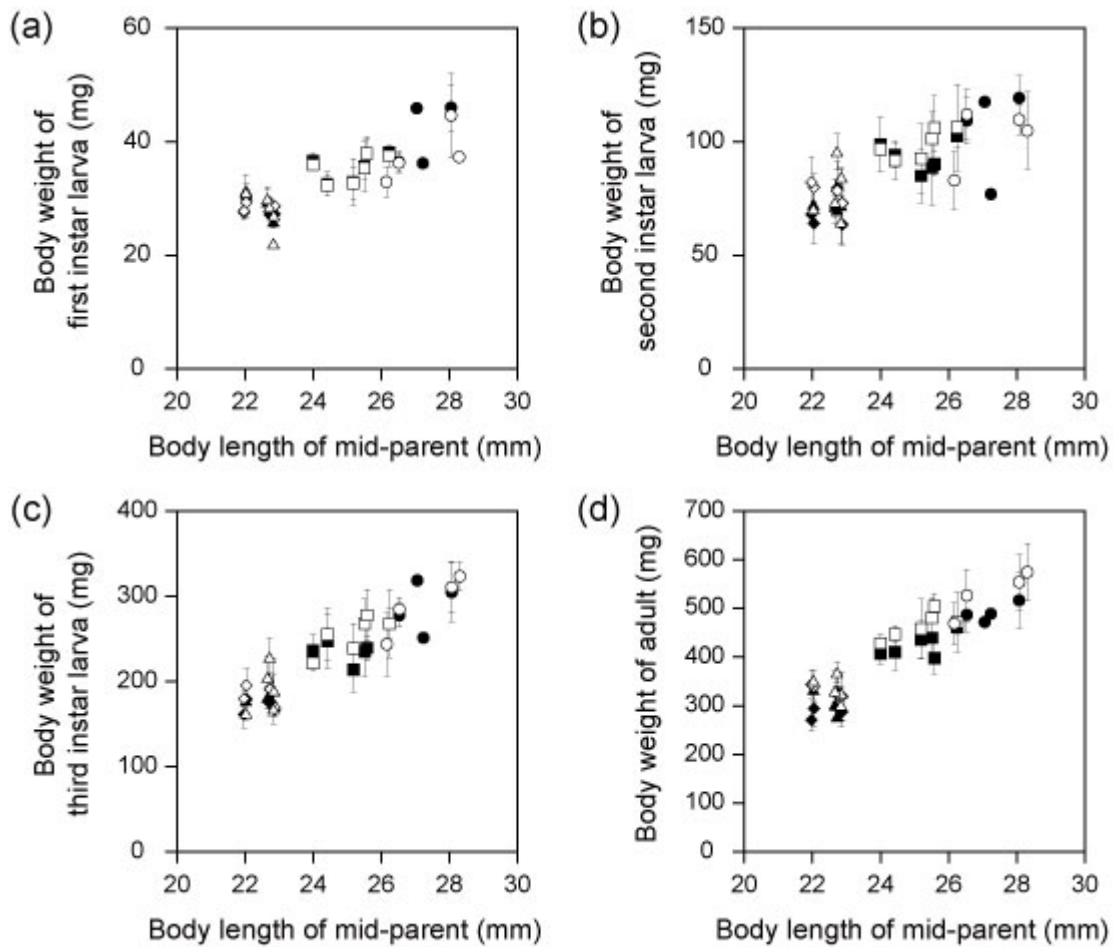 (a)
60
40
20
0
Body weight of
first instar larva (mg)
20 22 24 26 28 30
Body length of mid-parent (mm)
(b)
150
100
50
0
Body weight of
second instar larva (mg)
20 22 24 26 28 30
Body length of mid-parent (mm)
(c)
400
300
200
100
0
Body weight of
third instar larva (mg)
20 22 24 26 28 30
Body length of mid-parent (mm)
(d)
700
600
500
400
300
200
100
0
Body weight of adult (mg)
20 22 24 26 28 30
Body length of mid-parent (mm)